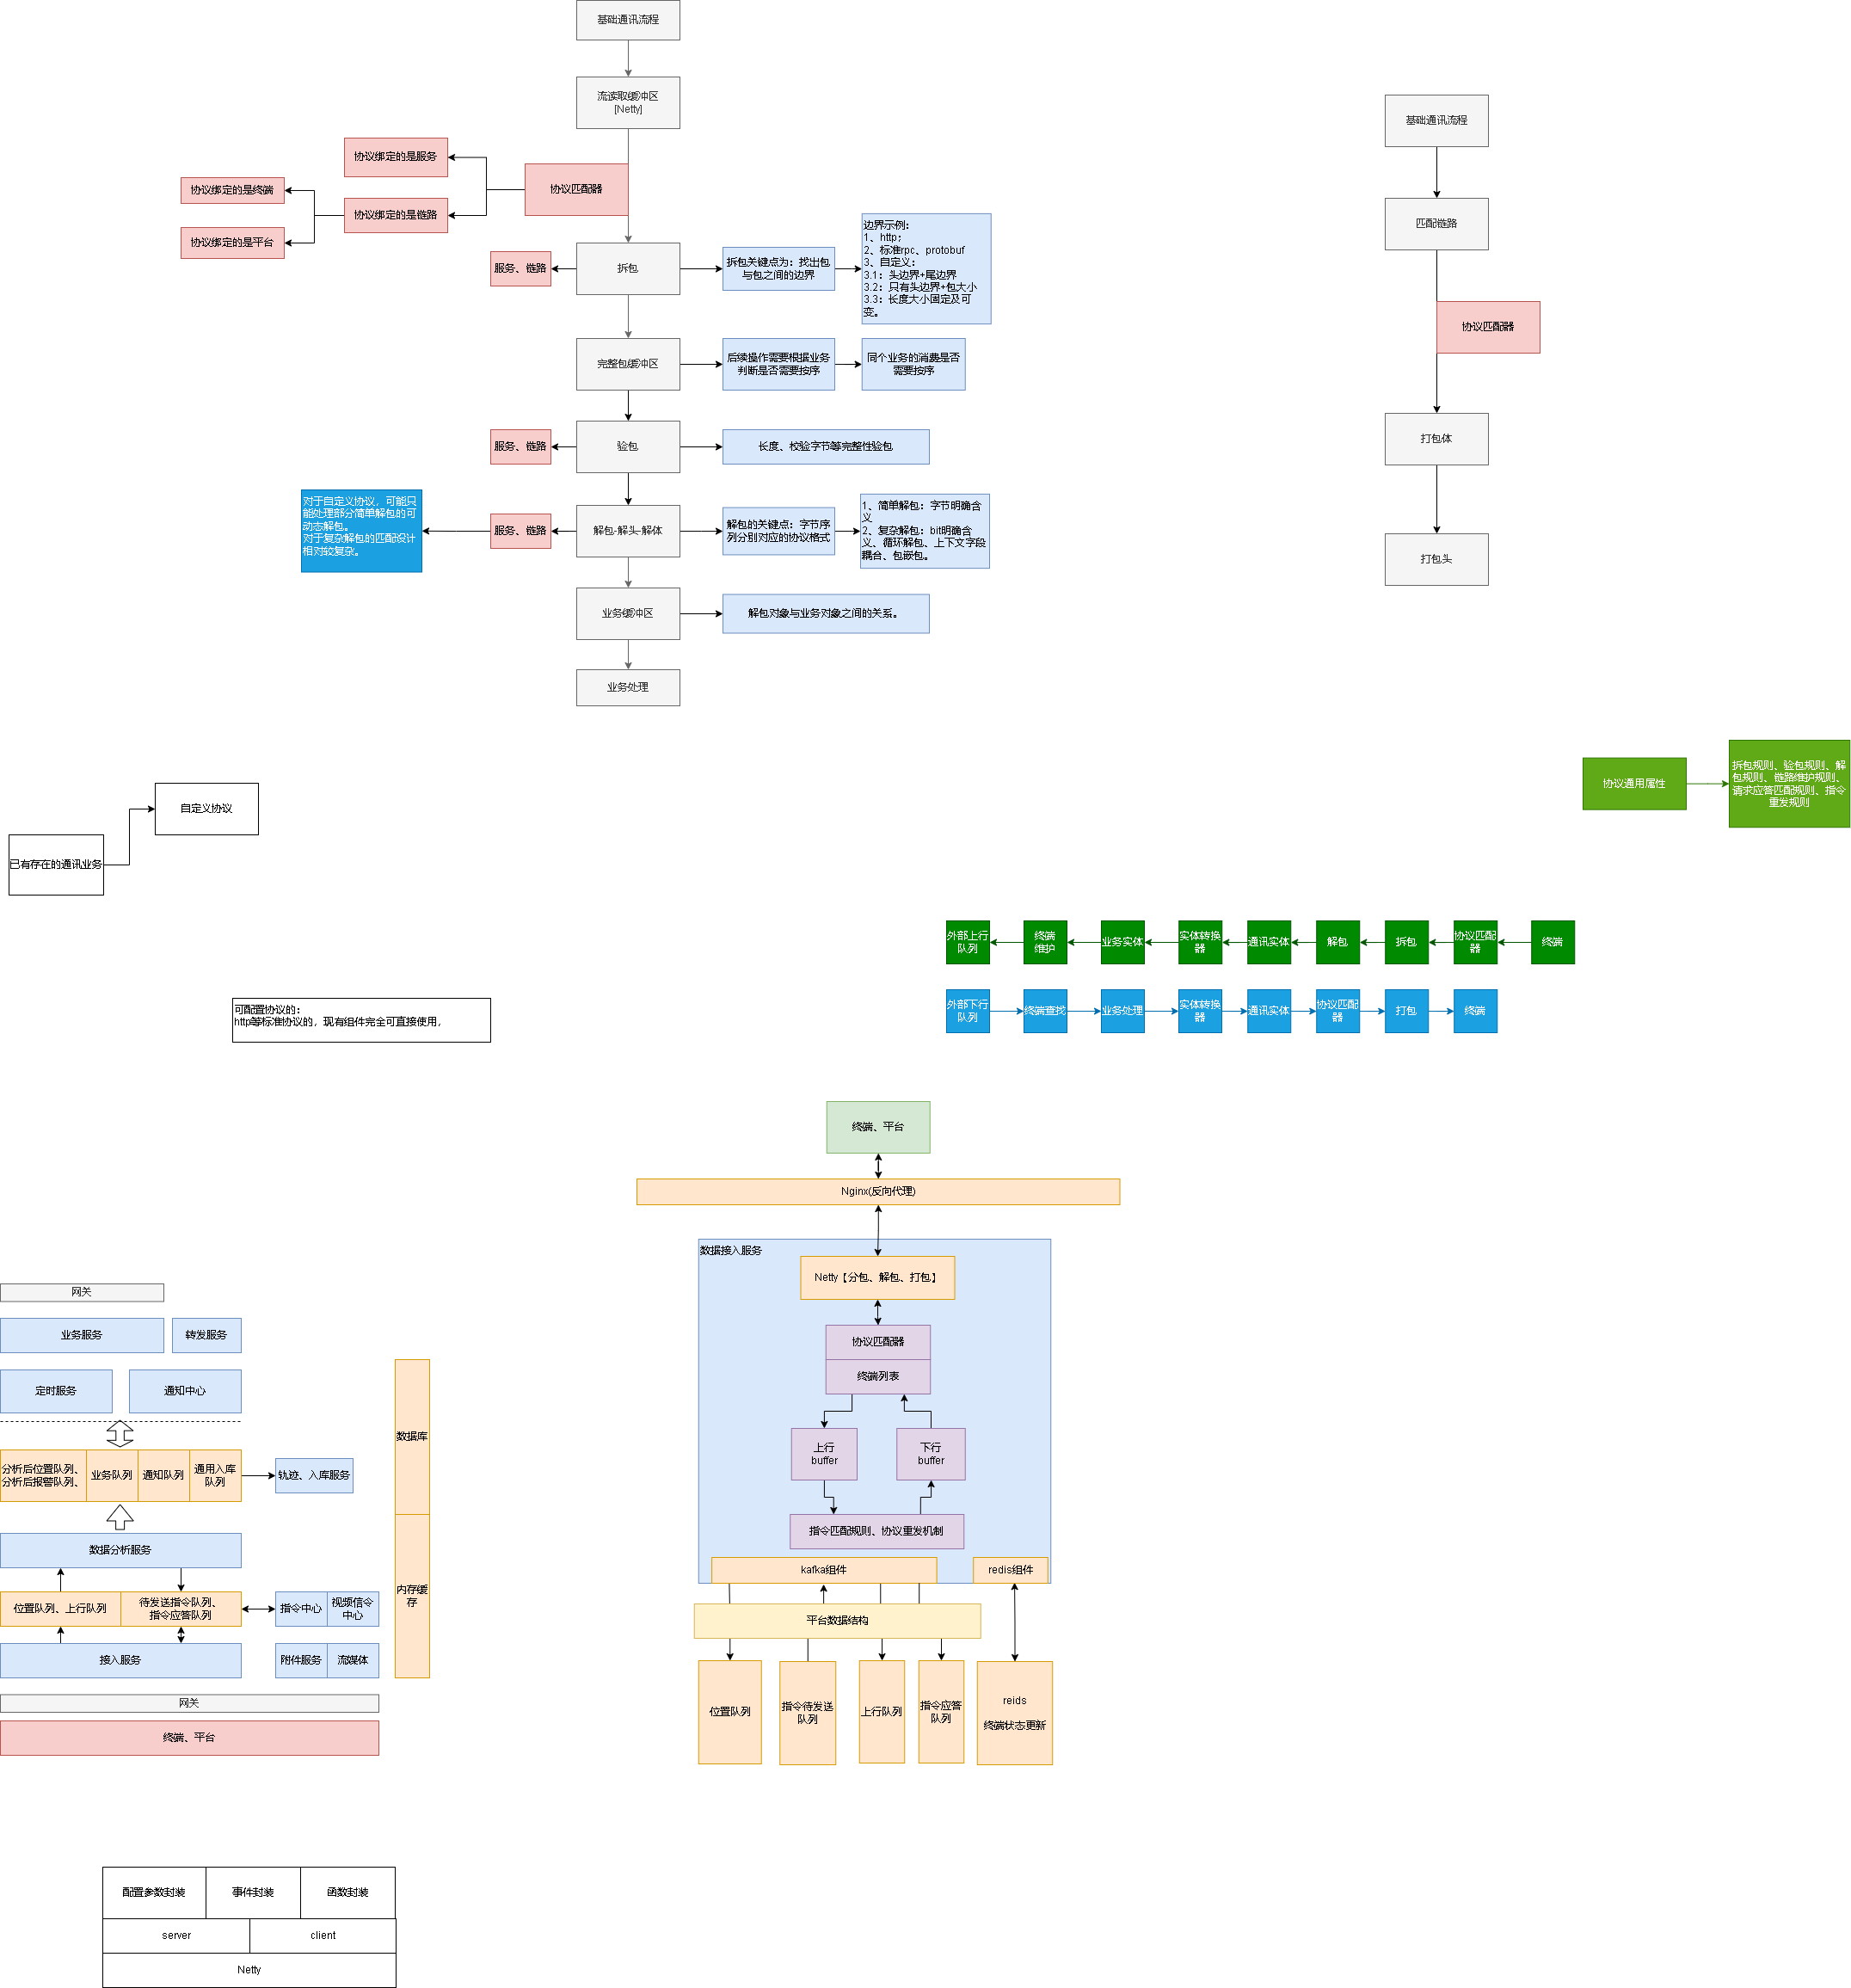 基础通讯流程
流读取缓冲区
[Netty]
协议匹配器
协议绑定的是服务
协议绑定的是链路
协议绑定的是终端
协议绑定的是平台
拆包
服务、链路
拆包关键点为：找出包
与包之间的边界
边界示例：
1、http；
2、标准rpc、protobuf
3、自定义：
3.1：头边界+尾边界
3.2：只有头边界+包大小
3.3：长度大小固定及可
变。
完整包缓冲区
后续操作需要根据业务
判断是否需要按序
同个业务的消费是否
需要按序
验包
服务、链路
长度、校验字节等完整性验包
解包-解头-解体
服务、链路
对于自定义协议，可能只
能处理部分简单解包的可
动态解包。
对于复杂解包的匹配设计
相对较复杂。
解包的关键点：字节序
列分别对应的协议格式
1、简单解包：字节明确含
义
2、复杂解包：bit明确含
义、循环解包、上下文字段
耦合、包嵌包。
业务缓冲区
解包对象与业务对象之间的关系。
业务处理
基础通讯流程
匹配链路
协议匹配器
打包体
打包头
协议通用属性
拆包规则、验包规则、解
包规则、链路维护规则、
请求应答匹配规则、指令
重发规则
自定义协议
已有存在的通讯业务
可配置协议的：
http等标准协议的，现有组件完全可直接使用，
外部上行
队列
终端
维护
业务实体
实体转换
器
通讯实体
解包
拆包
协议匹配
器
终端
外部下行
队列
终端查找
业务处理
实体转换
器
通讯实体
协议匹配
器
打包
终端
终端、平台
Nginx(反向代理)
数据接入服务
Netty【分包、解包、打包】
协议匹配器
终端列表
上行
buffer
下行
buffer
指令匹配规则、协议重发机制
kafka组件
redis组件
平台数据结构
位置队列
指令待发送
队列
上行队列
指令应答
队列
reids
终端状态更新
网关
业务服务
转发服务
定时服务
通知中心
分析后位置队列、
分析后报警队列、
业务队列
通知队列
通用入库
队列
轨迹、入库服务
数据分析服务
位置队列、上行队列
待发送指令队列、
指令应答队列
指令中心
视频信令
中心
接入服务
附件服务
流媒体
网关
终端、平台
数据库
内存缓
存
配置参数封装
事件封装
函数封装
server
client
Netty